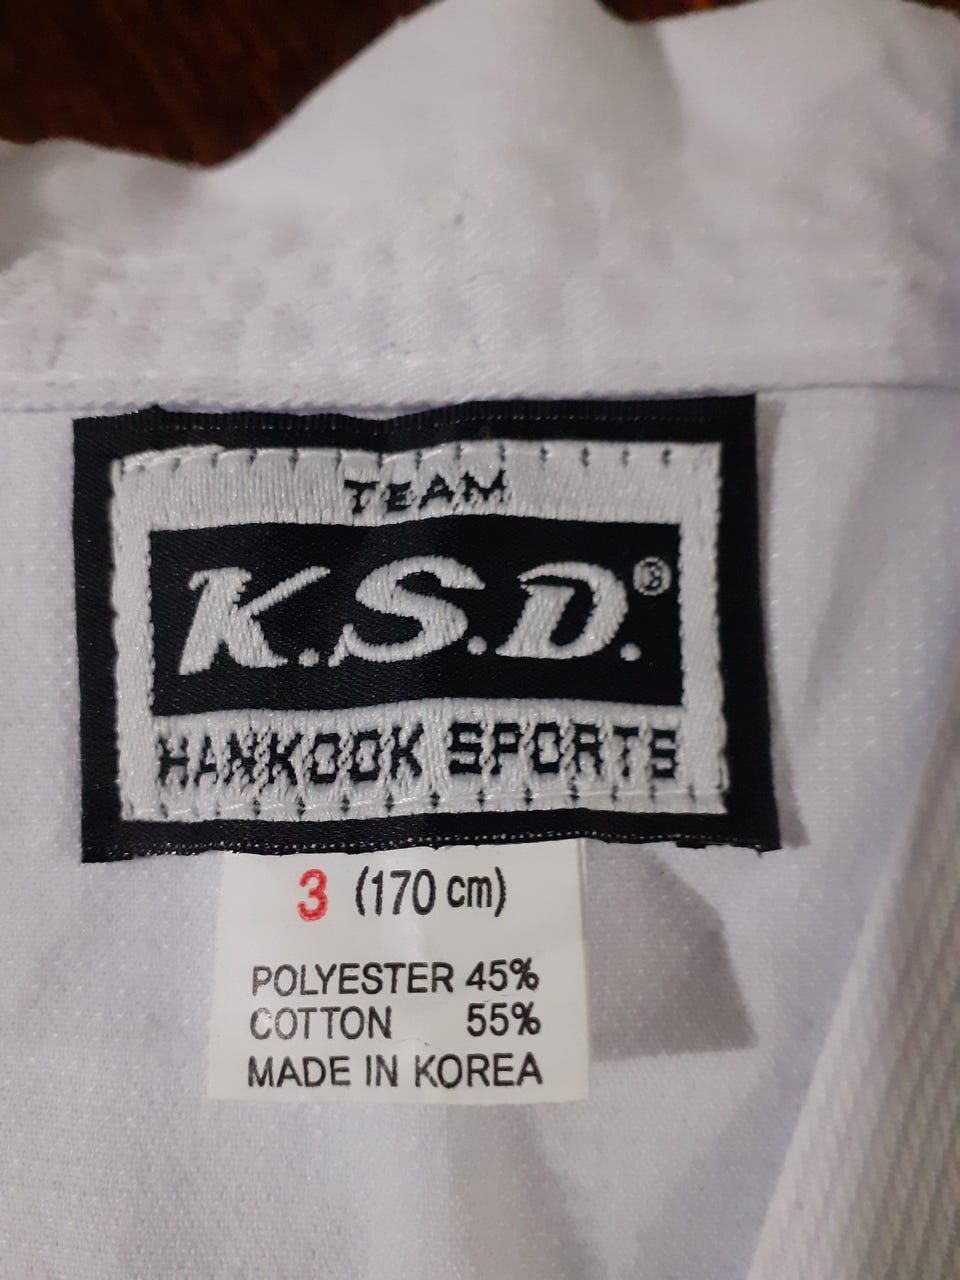 TEAM
K.S.D.®
HANKOOK SPORTS
3 (170 cm)
POLYESTER 45%
COTTON 55%
MADE IN KOREA